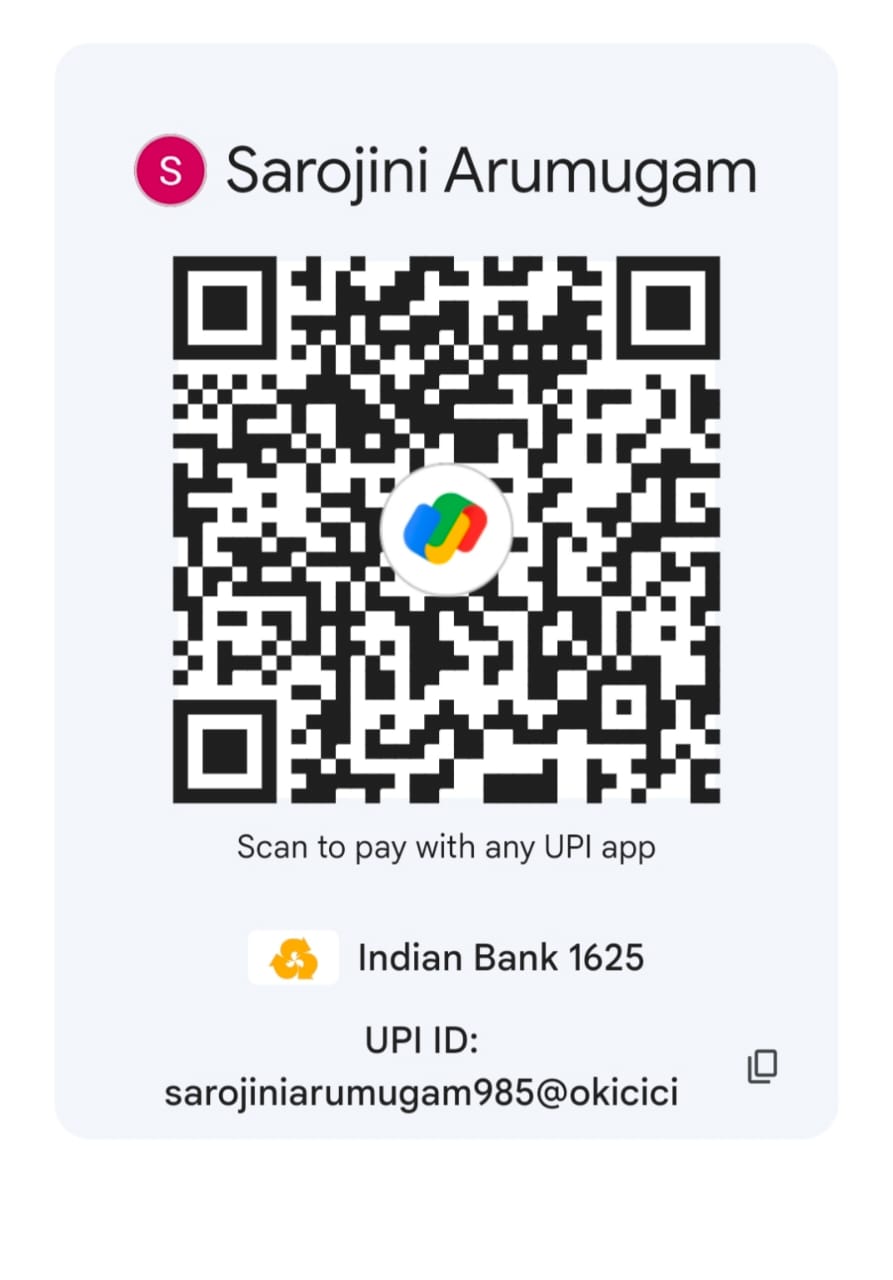 S Sarojini Arumugam
Scan to pay with any UPI app
Indian Bank 1625
UPI ID:
sarojiniarumugam985@okicici